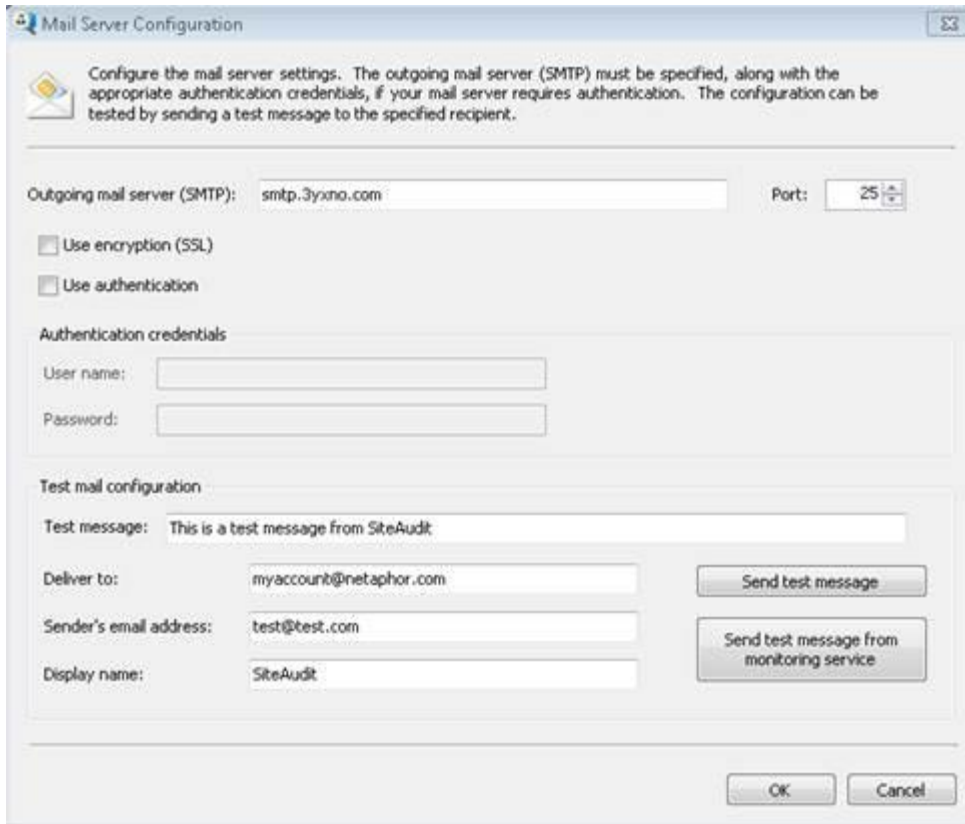 Mail Server Configuration
Configure the mail server settings. The outgoing mail server (SMTP) must be specified, along with the
appropriate authentication credentials, if your mail server requires authentication. The configuration can be
tested by sending a test message to the specified recipient.
Outgoing mail server (SMTP): smtp.3yxno.com Port: 25
Use encryption (SSL)
Use authentication
Authentication credentials
User name:
Password:
Test mail configuration
Test message: This is a test message from SiteAudit
Deliver to: myaccount@netaphor.com Send test message
Sender's email address: test@test.com
Send test message from
monitoring service
Display name: SiteAudit
OK Cancel